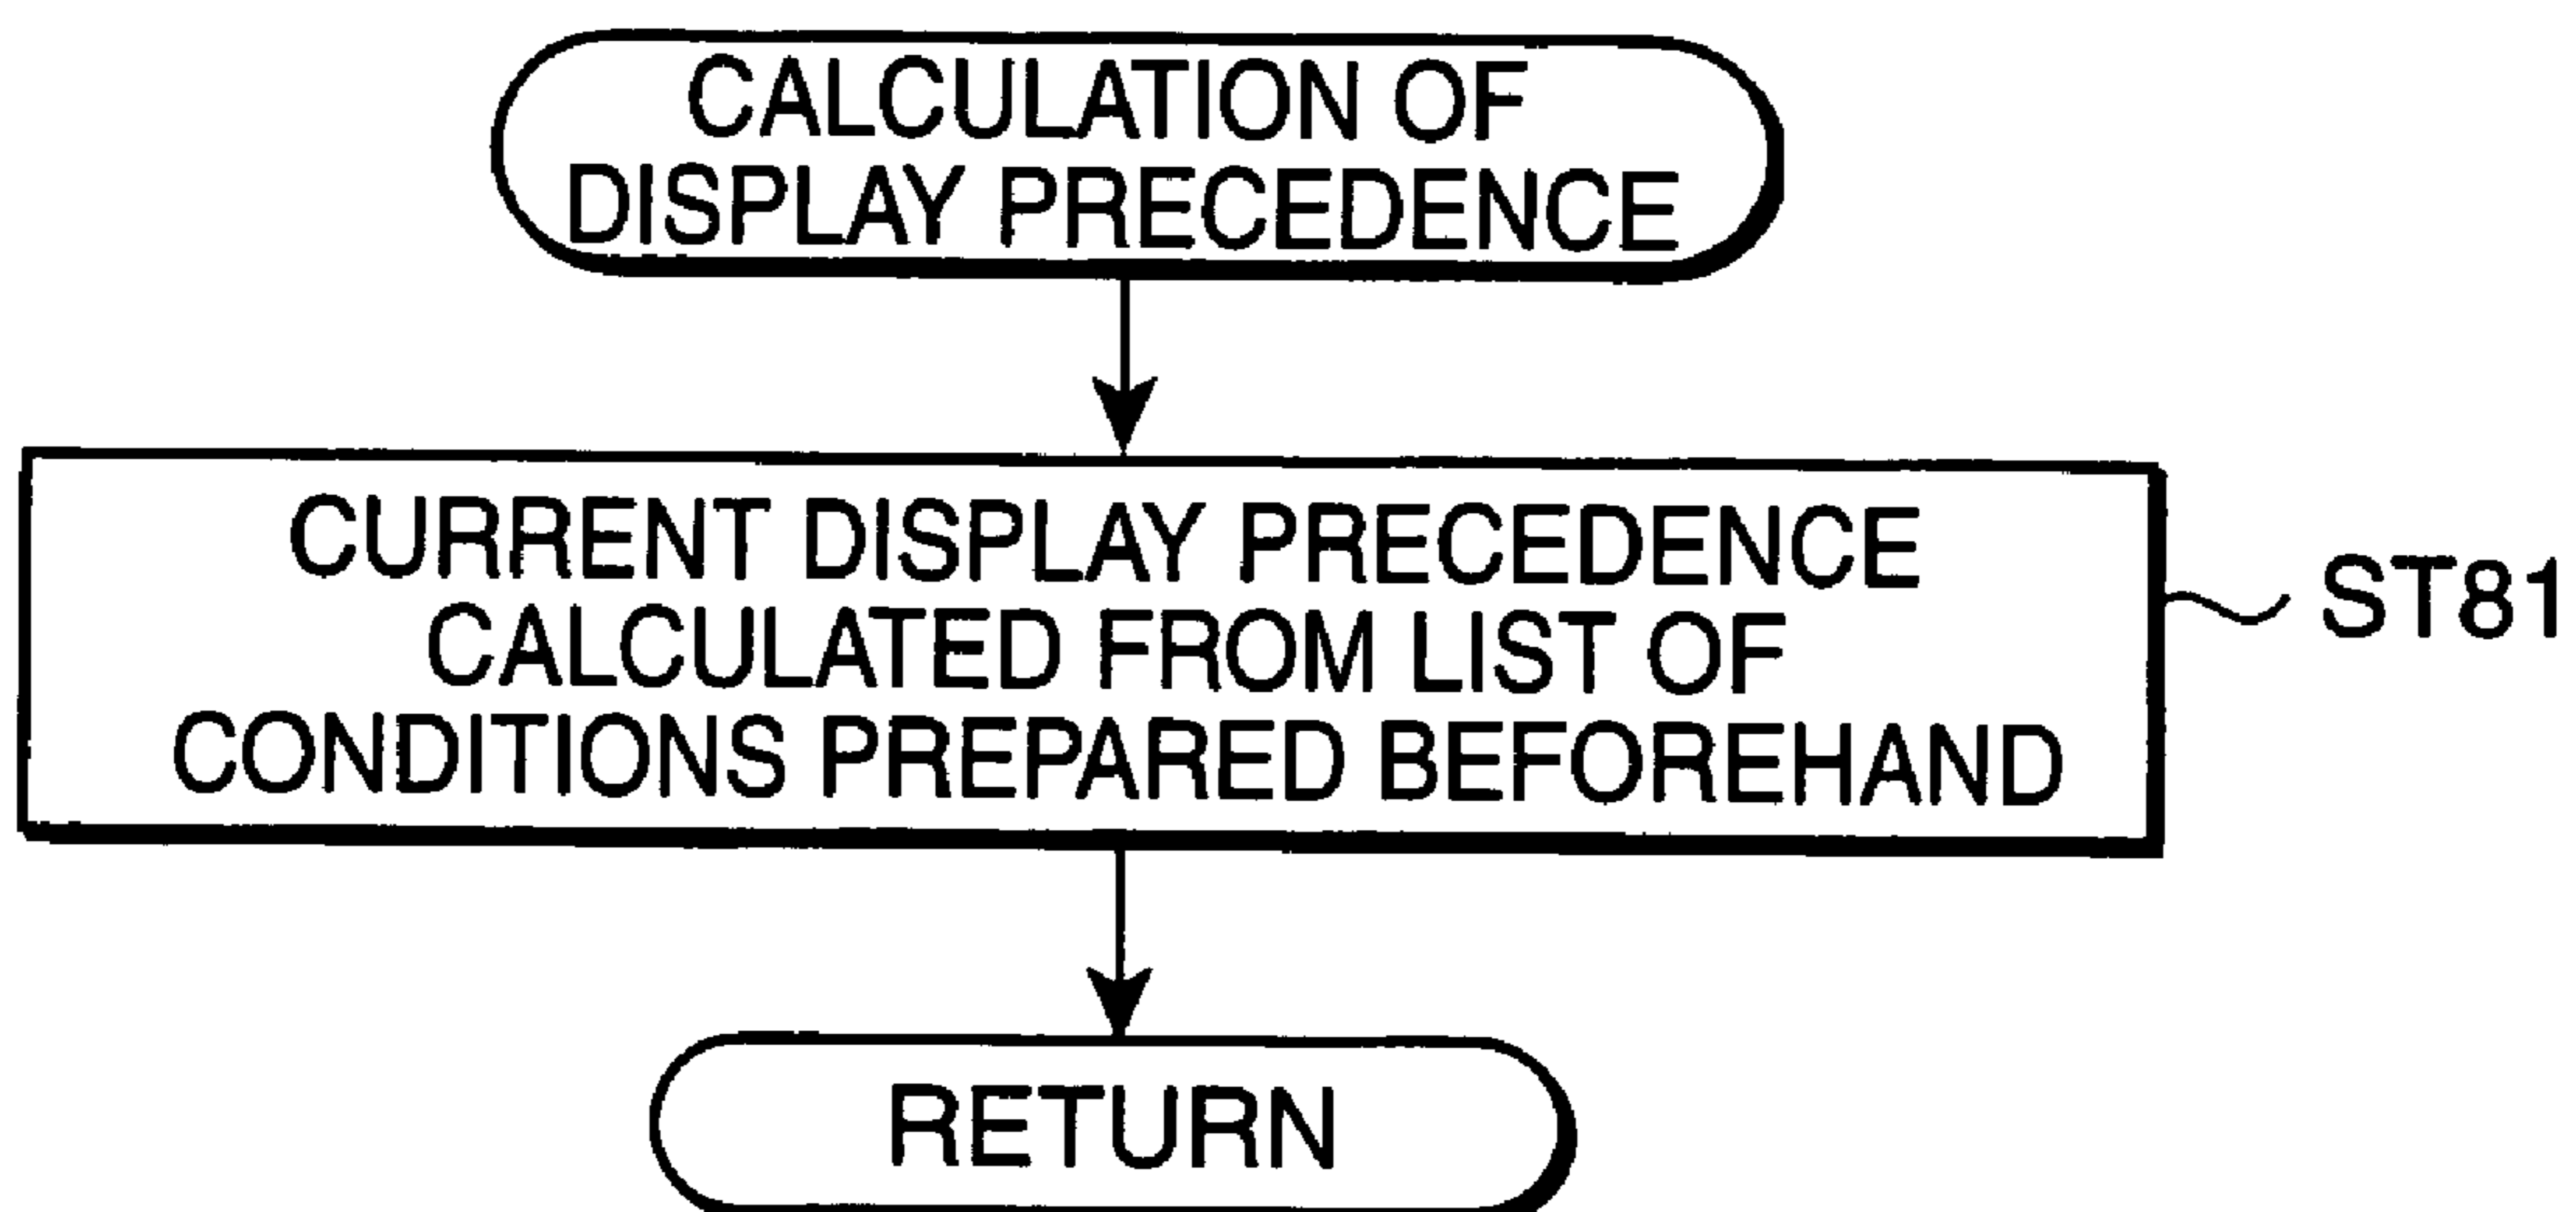 CALCULATION OF
DISPLAY PRECEDENCE
CURRENT DISPLAY PRECEDENCE
CALCULATED FROM LIST OF
CONDITIONS PREPARED BEFOREHAND
ST81
RETURN